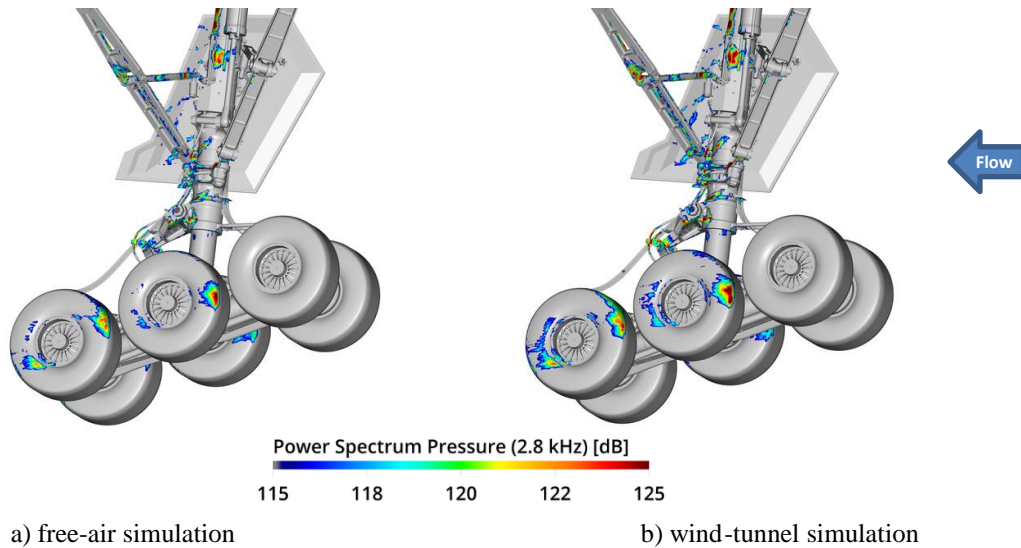 Flow
Power Spectrum Pressure (2.8 kHz) [dB]
115 118 120 122 125
a) free-air simulation b) wind-tunnel simulation